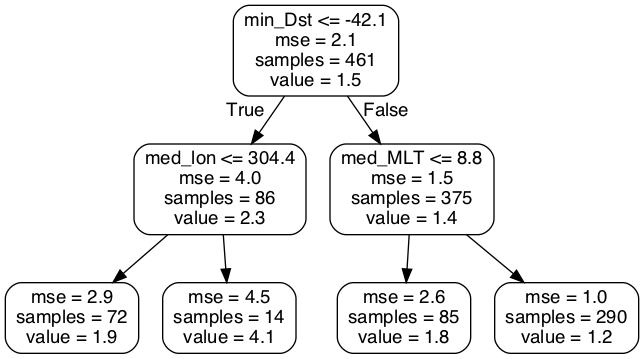 min_Dst <= -42.1
mse = 2.1
samples = 461
value = 1.5
True
False
med_lon <= 304.4
mse = 4.0
samples = 86
value = 2.3
med_MLT <= 8.8
mse = 1.5
samples = 375
value = 1.4
mse = 2.9
samples = 72
value = 1.9
mse = 4.5
samples = 14
value = 4.1
mse = 2.6
samples = 85
value = 1.8
mse = 1.0
samples = 290
value = 1.2